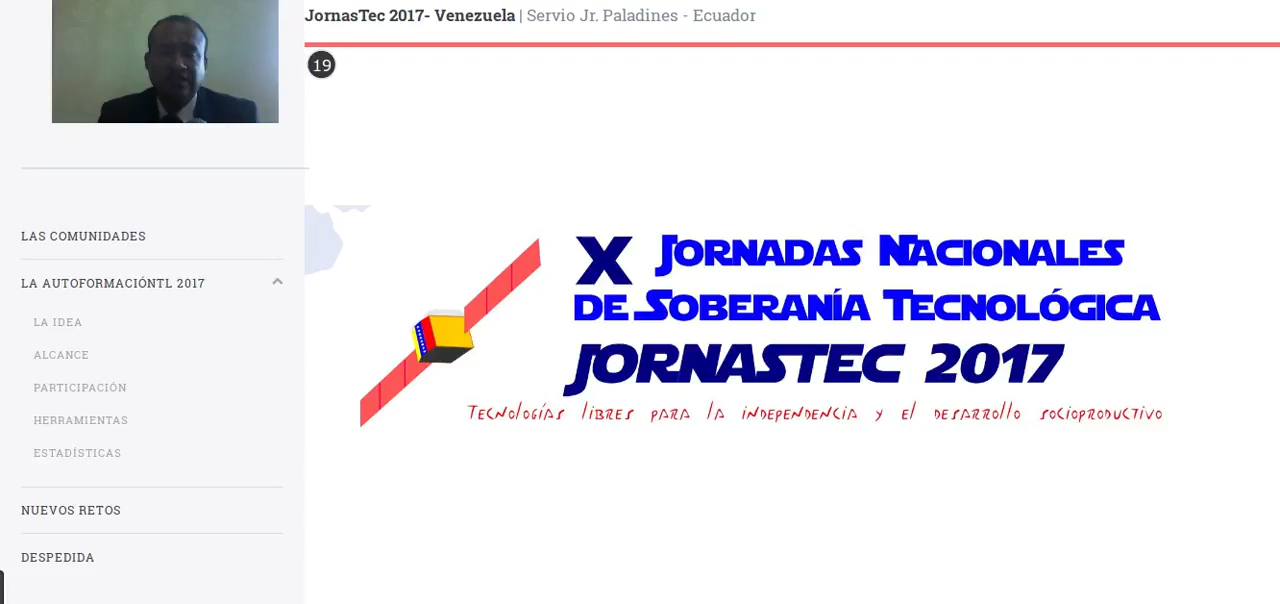 JornasTec 2017- Venezuela | Servio Jr. Paladines - Ecuador
19
LAS COMUNIDADES
LA AUTOFORMACIÓNTL 2017
LA IDEA
ALCANCE
PARTICIPACIÓN
HERRAMIENTAS
ESTADÍSTICAS
NUEVOS RETOS
DESPEDIDA
X JORNADAS NACIONALES
DE SOBERANÍA TECNOLÓGICA
JORNASTEC 2017
TECNOLOGÍAS LIBRES PARA LA INDEPENDENCIA Y EL DESARROLLO SOCIOPRODUCTIVO